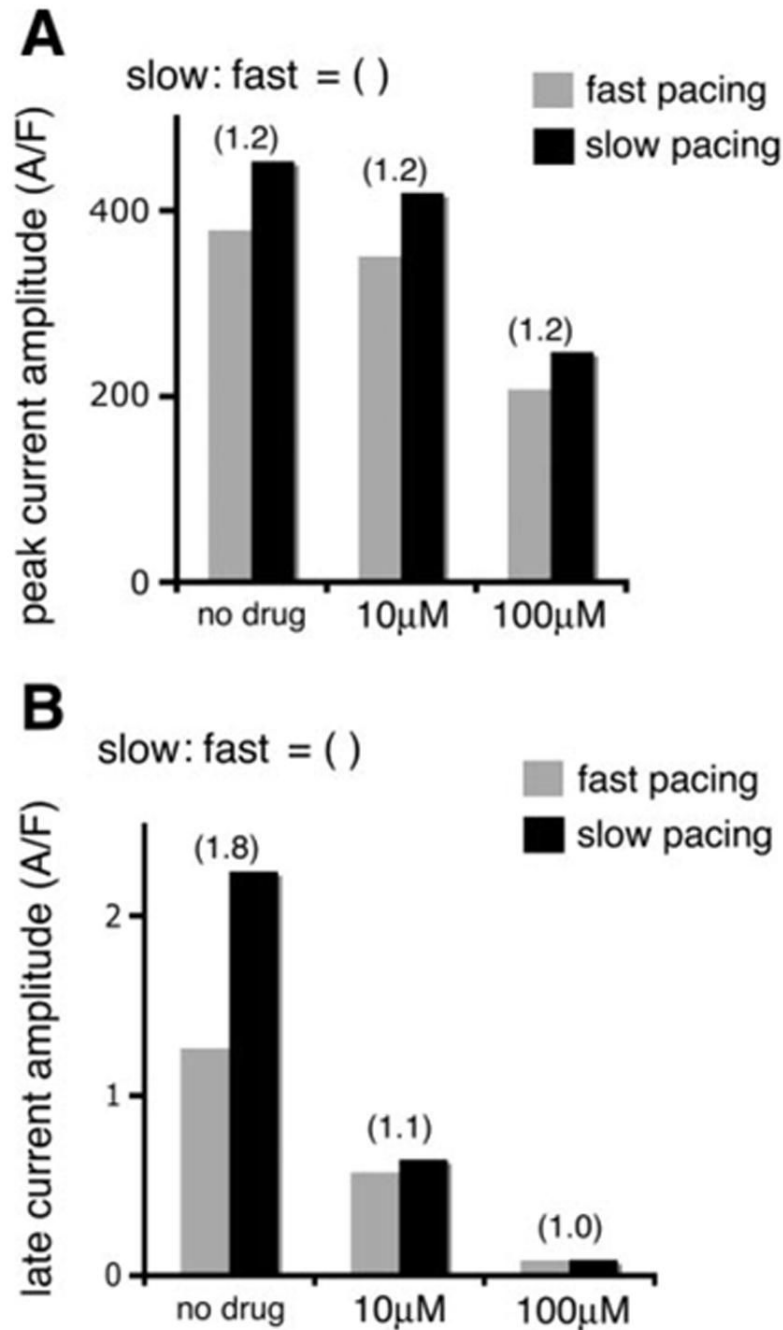 A
slow: fast = ( )
fast pacing
slow pacing
peak current amplitude (A/F)
(1.2)
(1.2)
(1.2)
400
200
0
no drug
10μM
100μM
B
slow: fast = ( )
fast pacing
slow pacing
late current amplitude (A/F)
(1.8)
(1.1)
(1.0)
2
1
0
no drug
10μM
100μM